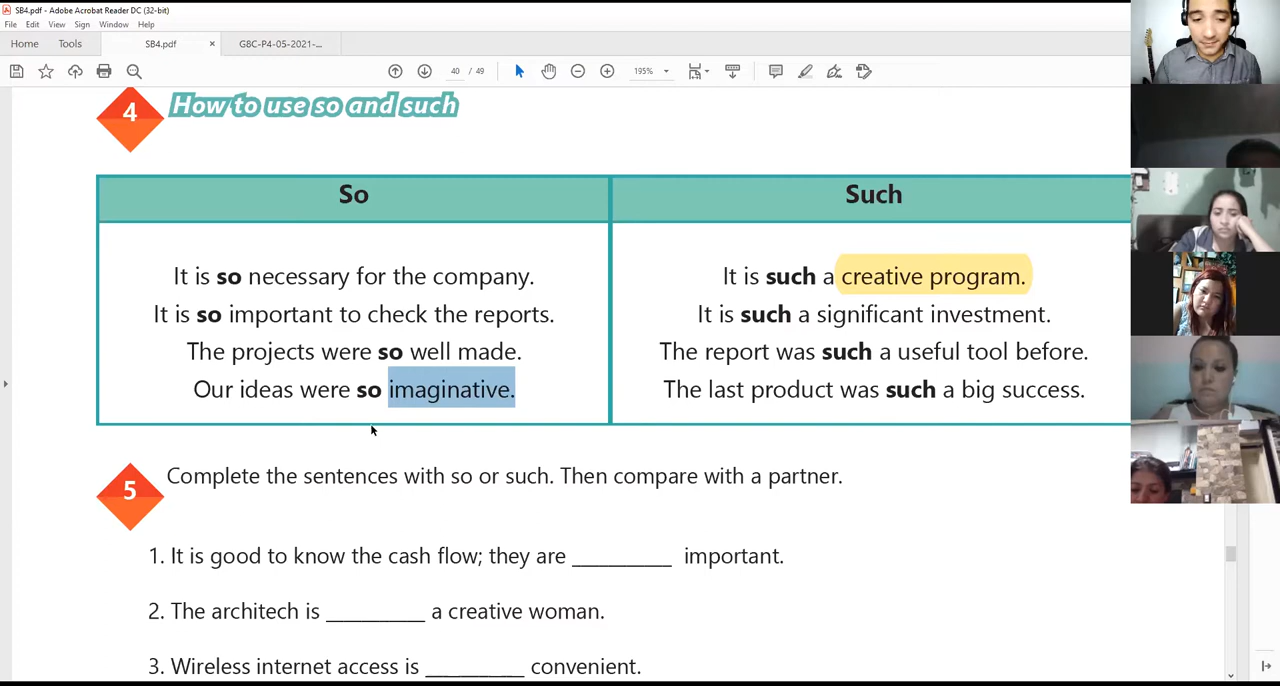 SB4.pdf - Adobe Acrobat Reader DC (32-bit)
File Edit View Sign Window Help
Home Tools SB4.pdf × G8C-P4-05-2021-...
40 / 49 195%
4 How to use so and such
So Such
It is so necessary for the company. It is such a creative program.
It is so important to check the reports. It is such a significant investment.
The projects were so well made. The report was such a useful tool before.
Our ideas were so imaginative. The last product was such a big success.
5 Complete the sentences with so or such. Then compare with a partner.
1. It is good to know the cash flow; they are _________ important.
2. The architech is _________ a creative woman.
3. Wireless internet access is _________ convenient.